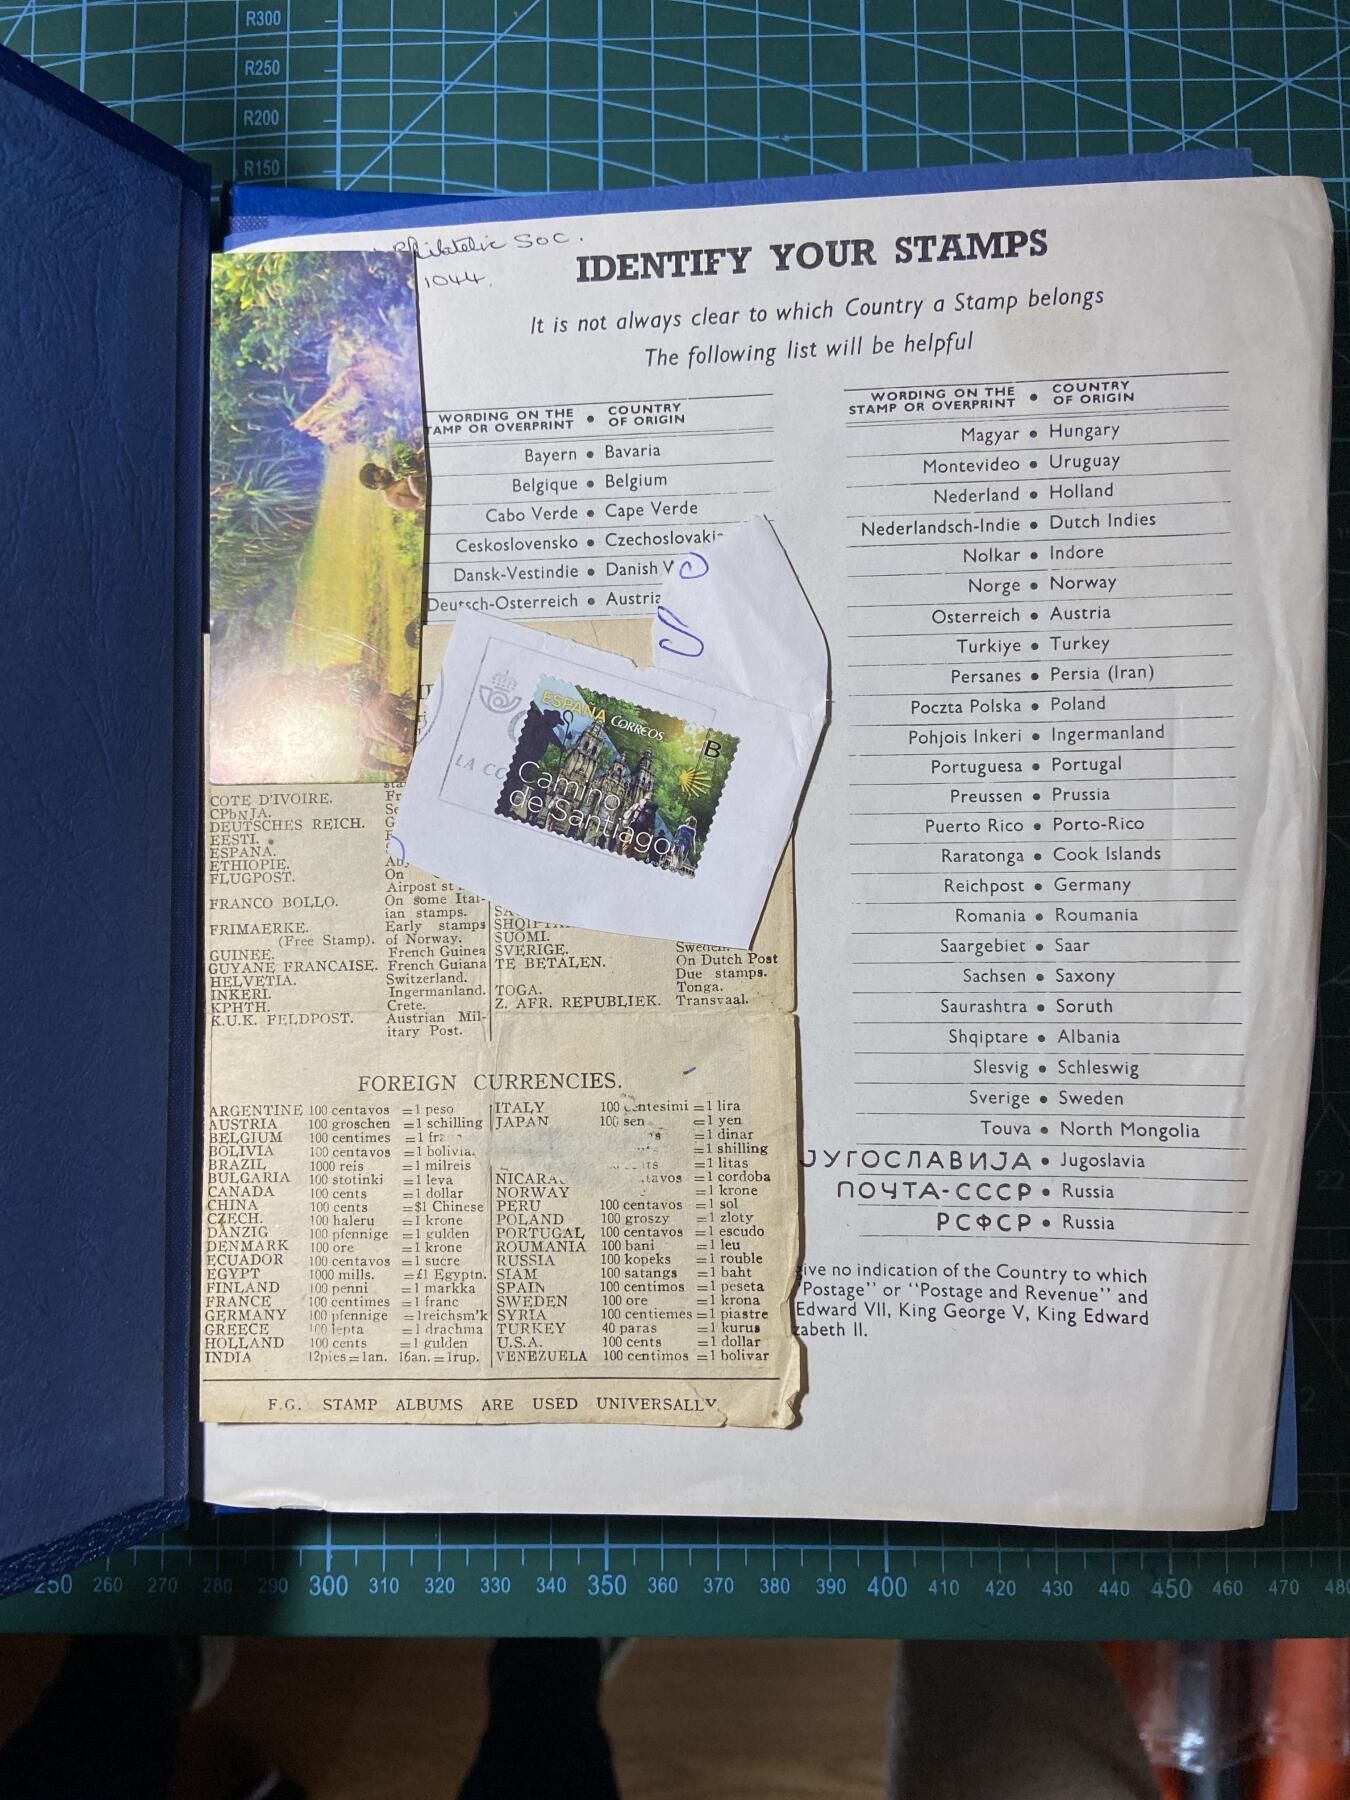 R300
R250
R200
R150
Philatelic Soc.
1044.
IDENTIFY YOUR STAMPS
It is not always clear to which Country a Stamp belongs
The following list will be helpful
WORDING ON THE • COUNTRY
TAMP OR OVERPRINT OF ORIGIN
Bayern • Bavaria
Belgique • Belgium
Cabo Verde • Cape Verde
Ceskoslovensko • Czechoslovakia
Dansk-Vestindie • Danish
Deutsch-Osterreich • Austria
WORDING ON THE • COUNTRY
STAMP OR OVERPRINT OF ORIGIN
Magyar • Hungary
Montevideo • Uruguay
Nederland • Holland
Nederlandsch-Indie • Dutch Indies
Nolkar • Indore
Norge • Norway
Osterreich • Austria
Turkiye • Turkey
Persanes • Persia (Iran)
Poczta Polska • Poland
Pohjois Inkeri • Ingermanland
Portuguesa • Portugal
Preussen • Prussia
Puerto Rico • Porto-Rico
Raratonga • Cook Islands
Reichpost • Germany
Romania • Roumania
Saargebiet • Saar
Sachsen • Saxony
Saurashtra • Soruth
Shqiptare • Albania
Slesvig • Schleswig
Sverige • Sweden
Touva • North Mongolia
ЈУГОСЛАВИЈА • Jugoslavia
ПОЧТА-СССР • Russia
РСФСР • Russia
ive no indication of the Country to which
"Postage" or "Postage and Revenue" and
Edward VII, King George V, King Edward
zabeth II.
ESPAÑA CORREOS
B
Camino
de Santiago
LA CO
COTE D'IVOIRE. Fr
CPbNJA. Se
DEUTSCHES REICH. G
EESTI.
ESPANA.
ETHIOPIE. Ab
FLUGPOST. On
Airpost st
FRANCO BOLLO. On some Ital-
ian stamps.
FRIMAERKE. Early stamps
(Free Stamp). of Norway.
GUINEE. French Guinea
GUYANE FRANCAISE. French Guiana
HELVETIA. Switzerland.
INKERI. Ingermanland.
KPHTH. Crete.
K.U.K. FELDPOST. Austrian Mil-
itary Post.
SUOMI.
SVERIGE. Sweden.
TE BETALEN. On Dutch Post
Due stamps.
TOGA. Tonga.
Z. AFR. REPUBLIEK. Transvaal.
FOREIGN CURRENCIES.
ARGENTINE 100 centavos =1 peso
AUSTRIA 100 groschen =1 schilling
BELGIUM 100 centimes =1 fra
BOLIVIA 100 centavos =1 bolivia.
BRAZIL 1000 reis =1 milreis
BULGARIA 100 stotinki =1 leva
CANADA 100 cents =1 dollar
CHINA 100 cents =$1 Chinese
CZECH. 100 haleru =1 krone
DANZIG 100 pfennige =1 gulden
DENMARK 100 ore =1 krone
ECUADOR 100 centavos =1 sucre
EGYPT 1000 mills. =£1 Egyptn.
FINLAND 100 penni =1 markka
FRANCE 100 centimes =1 franc
GERMANY 100 pfennige =1reichsm'k
GREECE 100 lepta =1 drachma
HOLLAND 100 cents =1 gulden
INDIA 12pies=1an. 16an.=1rup.
ITALY 100 centesimi =1 lira
JAPAN 100 sen =1 yen
=1 dinar
=1 shilling
=1 litas
NICARA tavos =1 cordoba
NORWAY =1 krone
PERU 100 centavos =1 sol
POLAND 100 groszy =1 zloty
PORTUGAL 100 centavos =1 escudo
ROUMANIA 100 bani =1 leu
RUSSIA 100 kopeks =1 rouble
SIAM 100 satangs =1 baht
SPAIN 100 centimos =1 peseta
SWEDEN 100 ore =1 krona
SYRIA 100 centiemes =1 piastre
TURKEY 40 paras =1 kurus
U.S.A. 100 cents =1 dollar
VENEZUELA 100 centimos =1 bolivar
F.G. STAMP ALBUMS ARE USED UNIVERSALLY
250 260 270 280 290 300 310 320 330 340 350 360 370 380 390 400 410 420 430 440 450 460 470 480